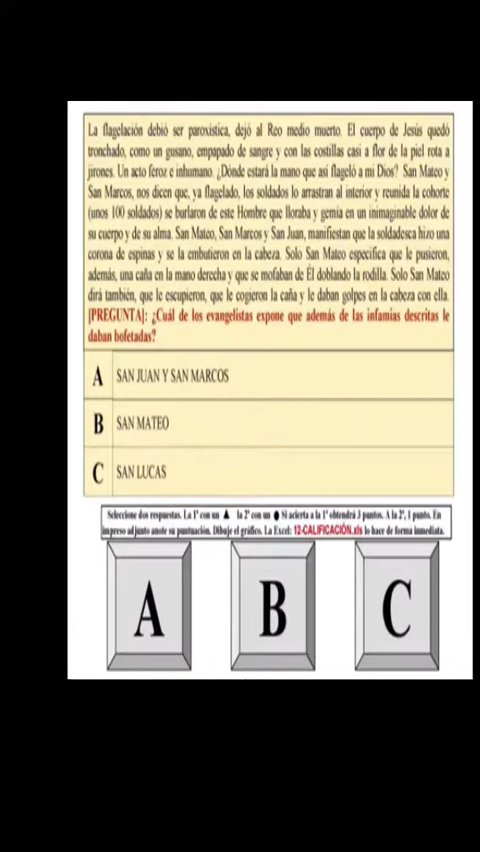 La flagelación debió ser paroxística, dejó al Reo medio muerto. El cuerpo de Jesús quedó
tronchado, como un gusano, empapado de sangre y con las costillas casi a flor de la piel rota a
jirones. Un acto feroz e inhumano. ¿Dónde estará la mano que así flageló a mi Dios? San Mateo y
San Marcos, nos dicen que, ya flagelado, los soldados lo arrastran al interior y reunida la cohorte
(unos 100 soldados) se burlaron de este Hombre que lloraba y gemía en un inimaginable dolor de
su cuerpo y de su alma. San Mateo, San Marcos y San Juan, manifiestan que la soldadesca hizo una
corona de espinas y se la embutieron en la cabeza. Solo San Mateo especifica que le pusieron,
además, una caña en la mano derecha y que se mofaban de Él doblando la rodilla. Solo San Mateo
dirá también, que le escupieron, que le cogieron la caña y le daban golpes en la cabeza con ella.
[PREGUNTA]: ¿Cuál de los evangelistas expone que además de las infamias descritas le
daban bofetadas?
A SAN JUAN Y SAN MARCOS
B SAN MATEO
C SAN LUCAS
Seleccione dos respuestas. La 1ª con un ▲ la 2ª con un ● Si acierta a la 1ª obtendrá 3 puntos. A la 2ª, 1 punto. En
impreso adjunto anote su puntuación. Dibuje el gráfico. La Excel: 12-CALIFICACIÓN.xls lo hace de forma inmediata.
A B C